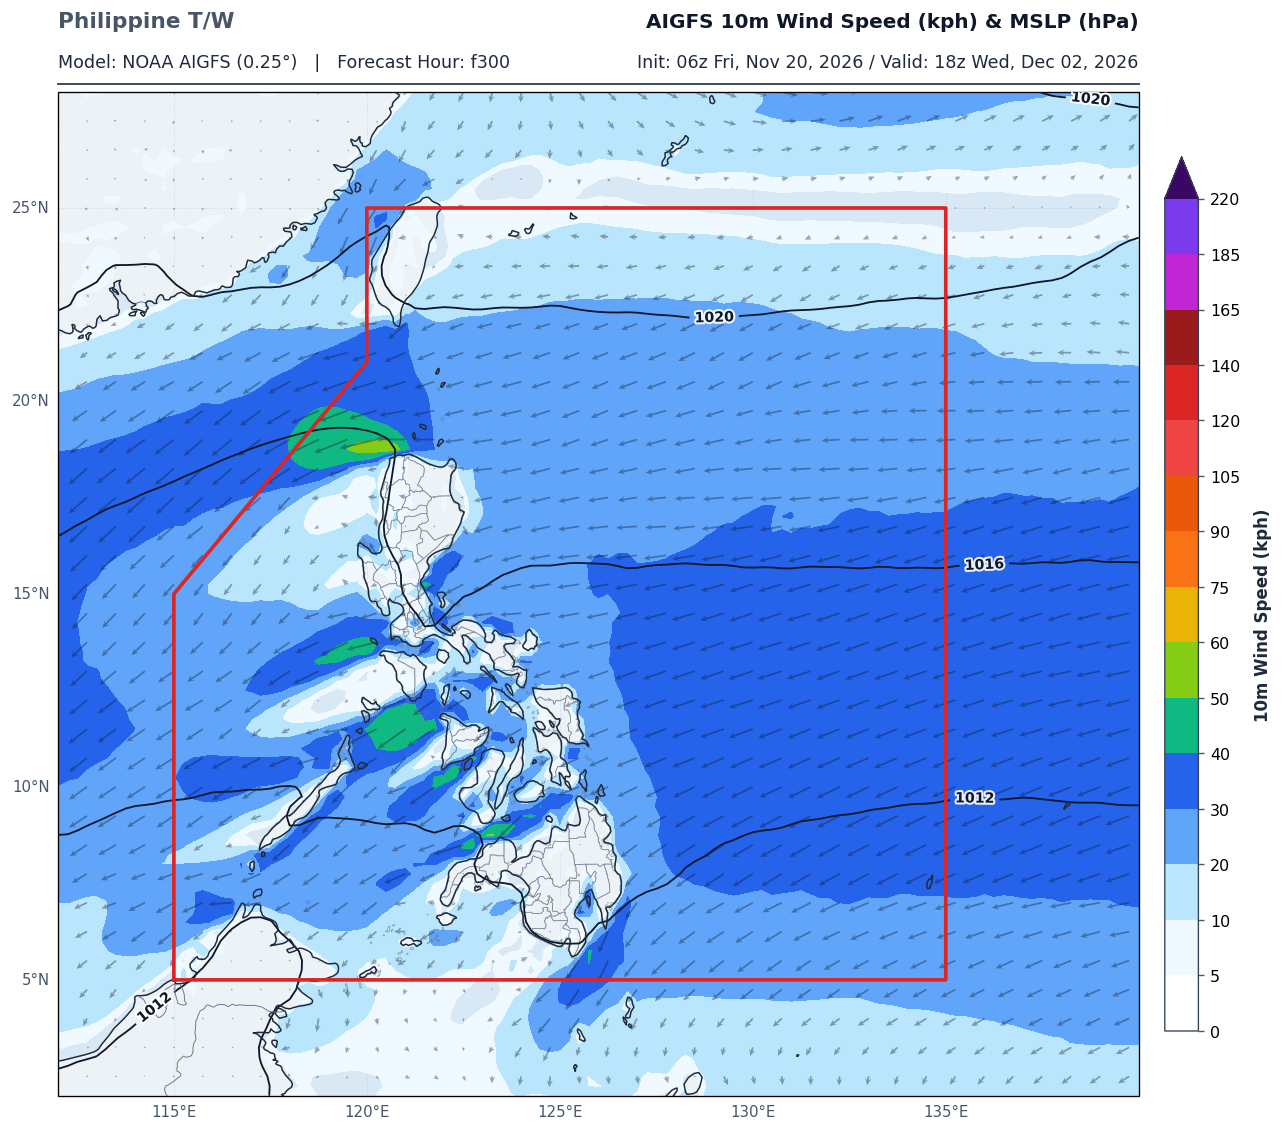 Philippine T/W
AIGFS 10m Wind Speed (kph) & MSLP (hPa)
Model: NOAA AIGFS (0.25°) | Forecast Hour: f300
Init: 06z Fri, Nov 20, 2026 / Valid: 18z Wed, Dec 02, 2026
1020
25°N
1020
20°N
1016
15°N
1012
10°N
5°N
1012
115°E
120°E
125°E
130°E
135°E
220
185
165
140
120
105
90
75
60
50
40
30
20
10
5
0
10m Wind Speed (kph)